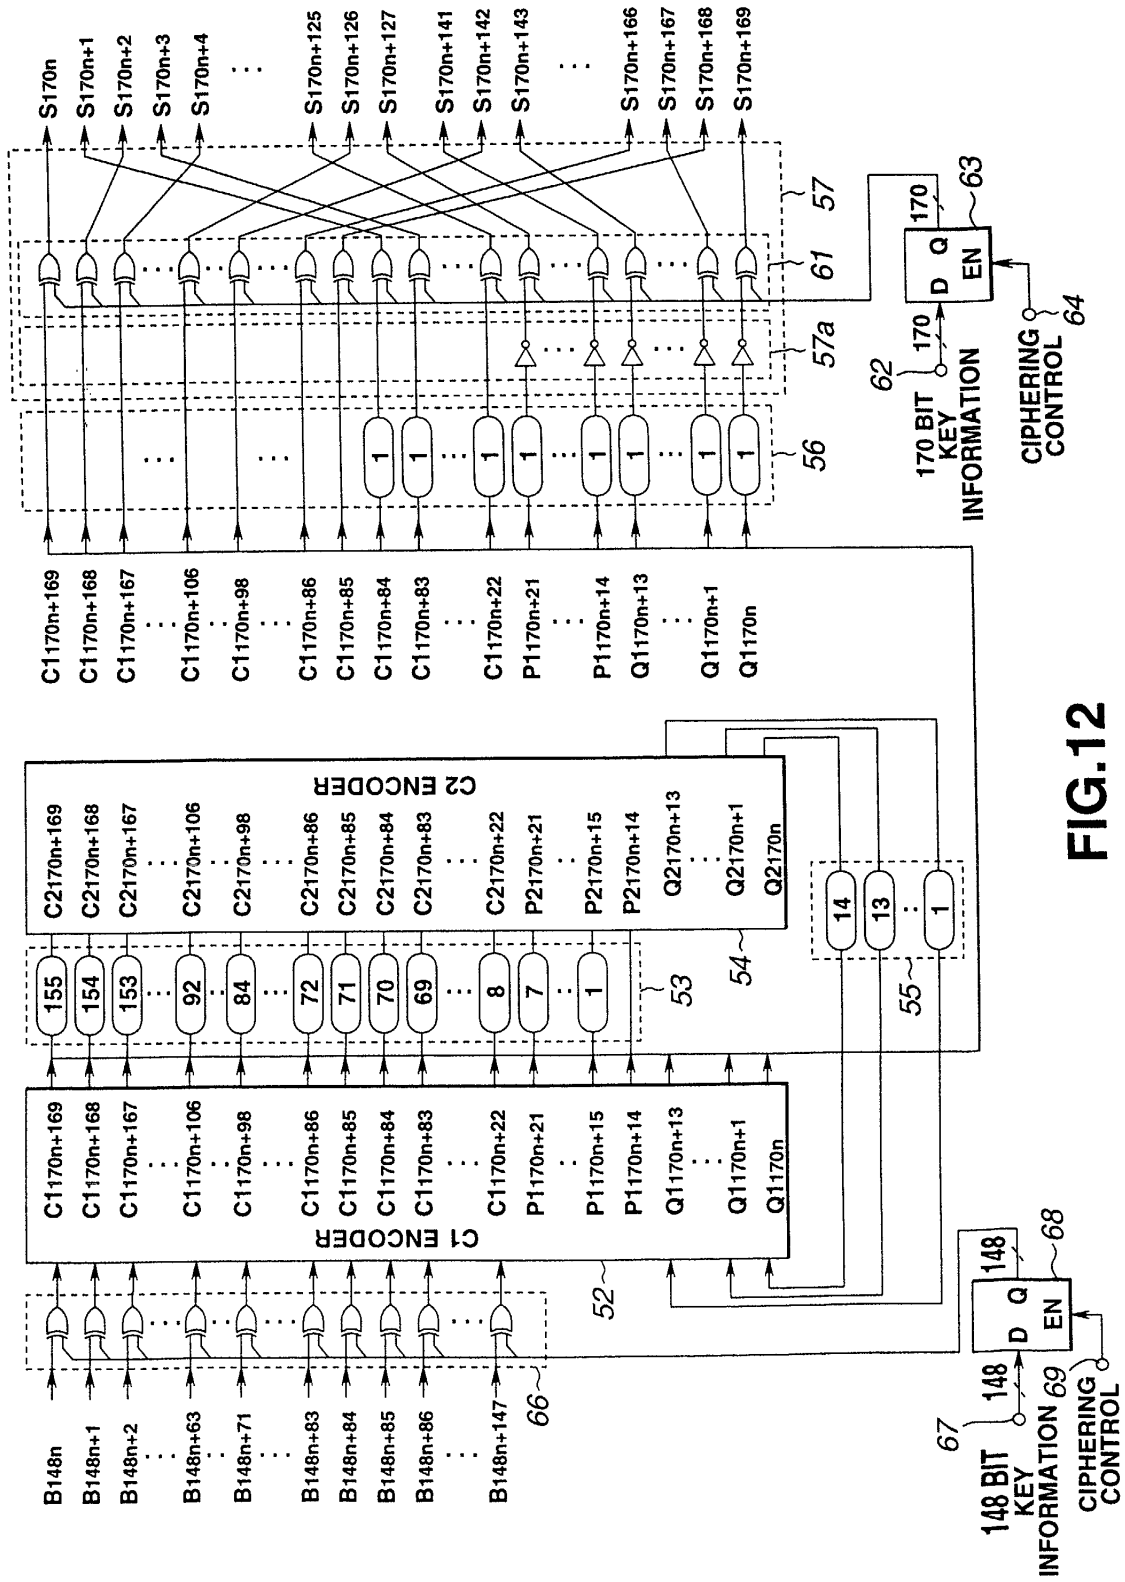 B148n
B148n+1
B148n+2
B148n+63
B148n+71
B148n+83
B148n+84
B148n+85
B148n+86
B148n+147
66
67
148 BIT
KEY
INFORMATION
148
D Q
EN
148
68
69
CIPHERING
CONTROL
C1 ENCODER
52
C1170n+169
C1170n+168
C1170n+167
C1170n+106
C1170n+98
C1170n+86
C1170n+85
C1170n+84
C1170n+83
C1170n+22
P1170n+21
P1170n+15
P1170n+14
Q1170n+13
Q1170n+1
Q1170n
155
154
153
92
84
72
71
70
69
8
7
1
53
C2170n+169
C2170n+168
C2170n+167
C2170n+106
C2170n+98
C2170n+86
C2170n+85
C2170n+84
C2170n+83
C2170n+22
P2170n+21
P2170n+15
P2170n+14
Q2170n+13
Q2170n+1
Q2170n
C2 ENCODER
54
14
13
1
55
C1170n+169
C1170n+168
C1170n+167
C1170n+106
C1170n+98
C1170n+86
C1170n+85
C1170n+84
C1170n+83
C1170n+22
P1170n+21
P1170n+14
Q1170n+13
Q1170n+1
Q1170n
1
1
1
1
1
1
1
1
56
57a
61
57
62
170 BIT
KEY
INFORMATION
170
D Q
EN
170
63
64
CIPHERING
CONTROL
S170n
S170n+1
S170n+2
S170n+3
S170n+4
S170n+125
S170n+126
S170n+127
S170n+141
S170n+142
S170n+143
S170n+166
S170n+167
S170n+168
S170n+169
FIG.12